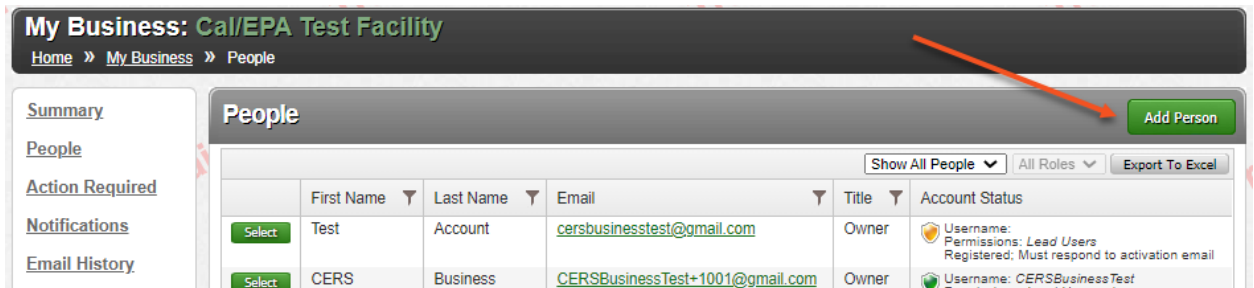 My Business: Cal/EPA Test Facility
Home » My Business » People
Summary
People
Action Required
Notifications
Email History
People
Add Person
Show All People All Roles Export To Excel
First Name Last Name Email Title Account Status
Select Test Account cersbusinesstest@gmail.com Owner Username:
Permissions: Lead Users
Registered; Must respond to activation email
Select CERS Business CERSBusinessTest+1001@gmail.com Owner Username: CERSBusinessTest